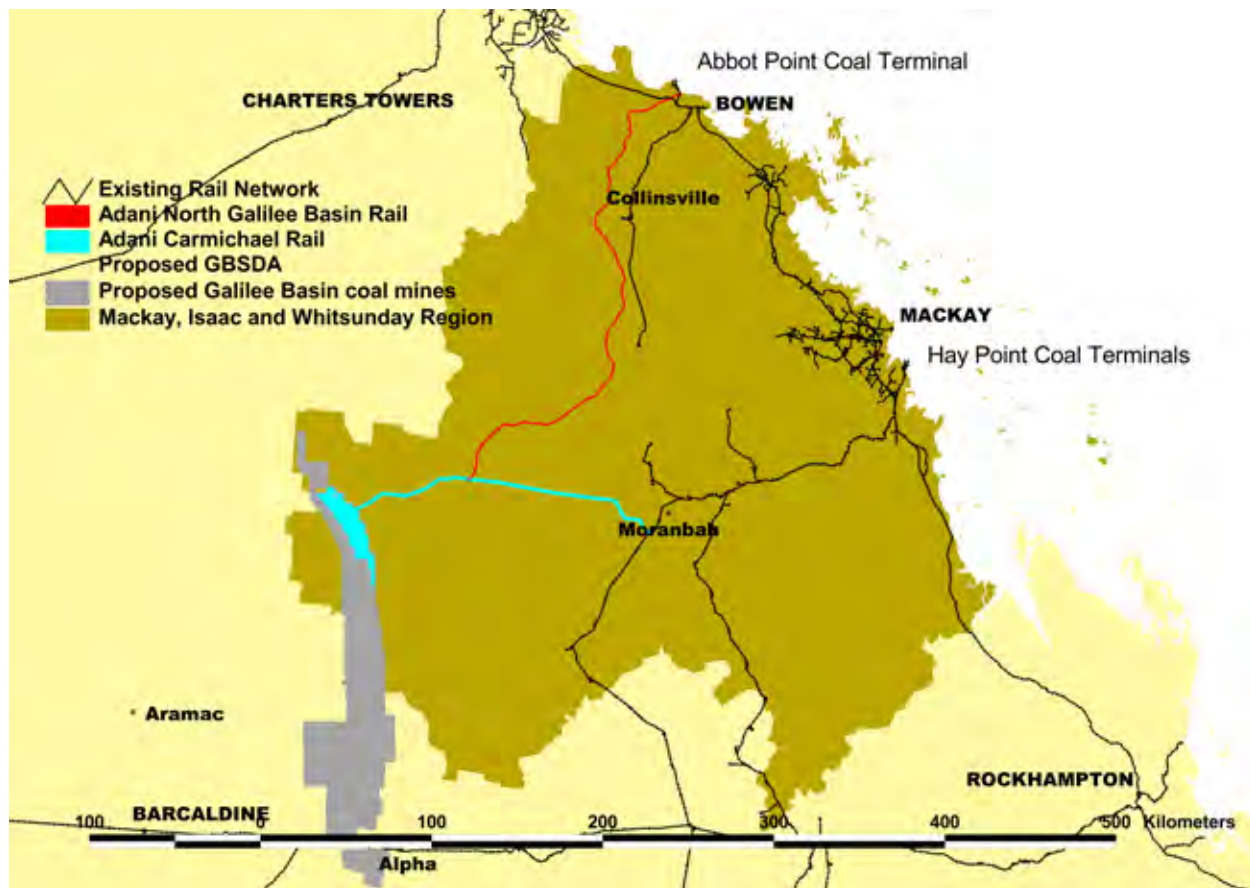 Abbot Point Coal Terminal
CHARTERS TOWERS
BOWEN
Existing Rail Network
Adani North Galilee Basin Rail
Adani Carmichael Rail
Proposed GBSDA
Proposed Galilee Basin coal mines
Mackay, Isaac and Whitsunday Region
Collinsville
MACKAY
Hay Point Coal Terminals
Moranbah
Aramac
ROCKHAMPTON
BARCALDINE
100 0 100 200 300 400 500 Kilometers
Alpha